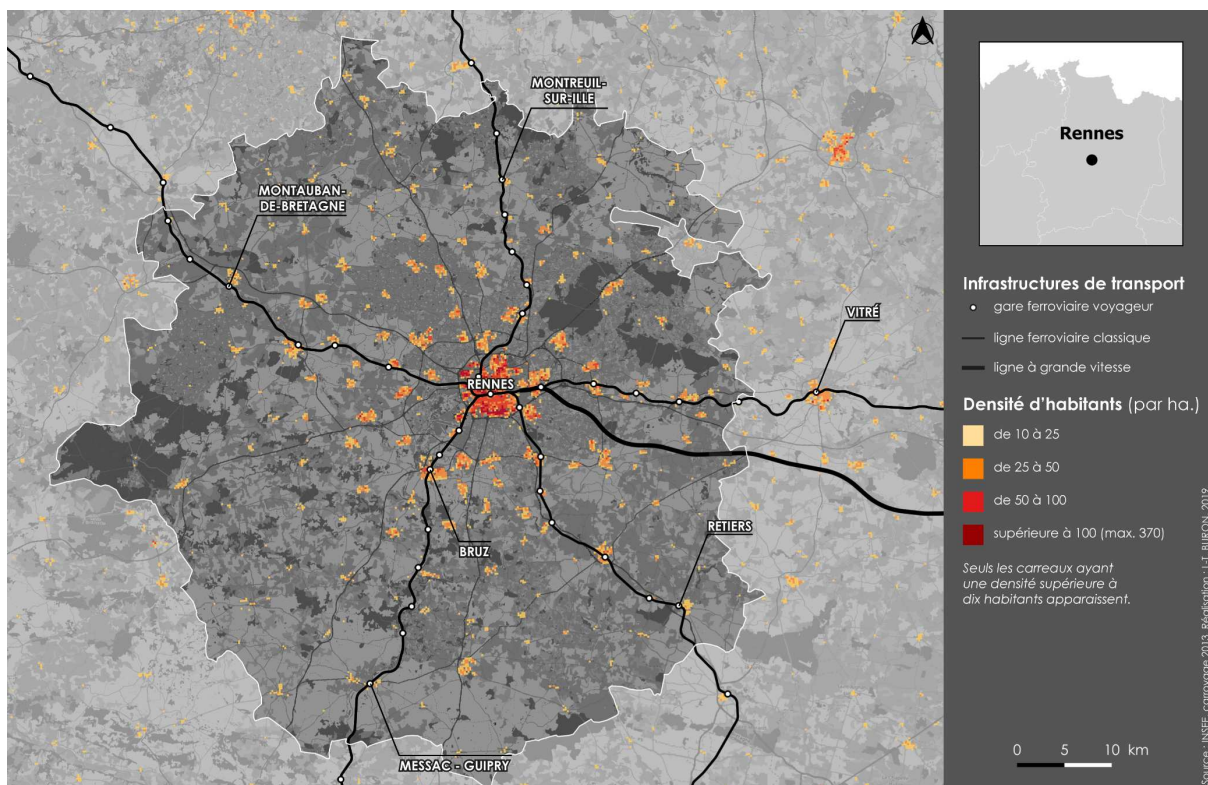 MONTREUIL-
SUR-ILLE
MONTAUBAN-
DE-BRETAGNE
VITRÉ
RENNES
RETIERS
BRUZ
MESSAC - GUIPRY
Rennes
Infrastructures de transport
gare ferroviaire voyageur
ligne ferroviaire classique
ligne à grande vitesse
Densité d'habitants (par ha.)
de 10 à 25
de 25 à 50
de 50 à 100
supérieure à 100 (max. 370)
Seuls les carreaux ayant
une densité supérieure à
dix habitants apparaissent.
0 5 10 km
Source : INSEE, carroyage 2013. Réalisation J.-T. BURON, 2019